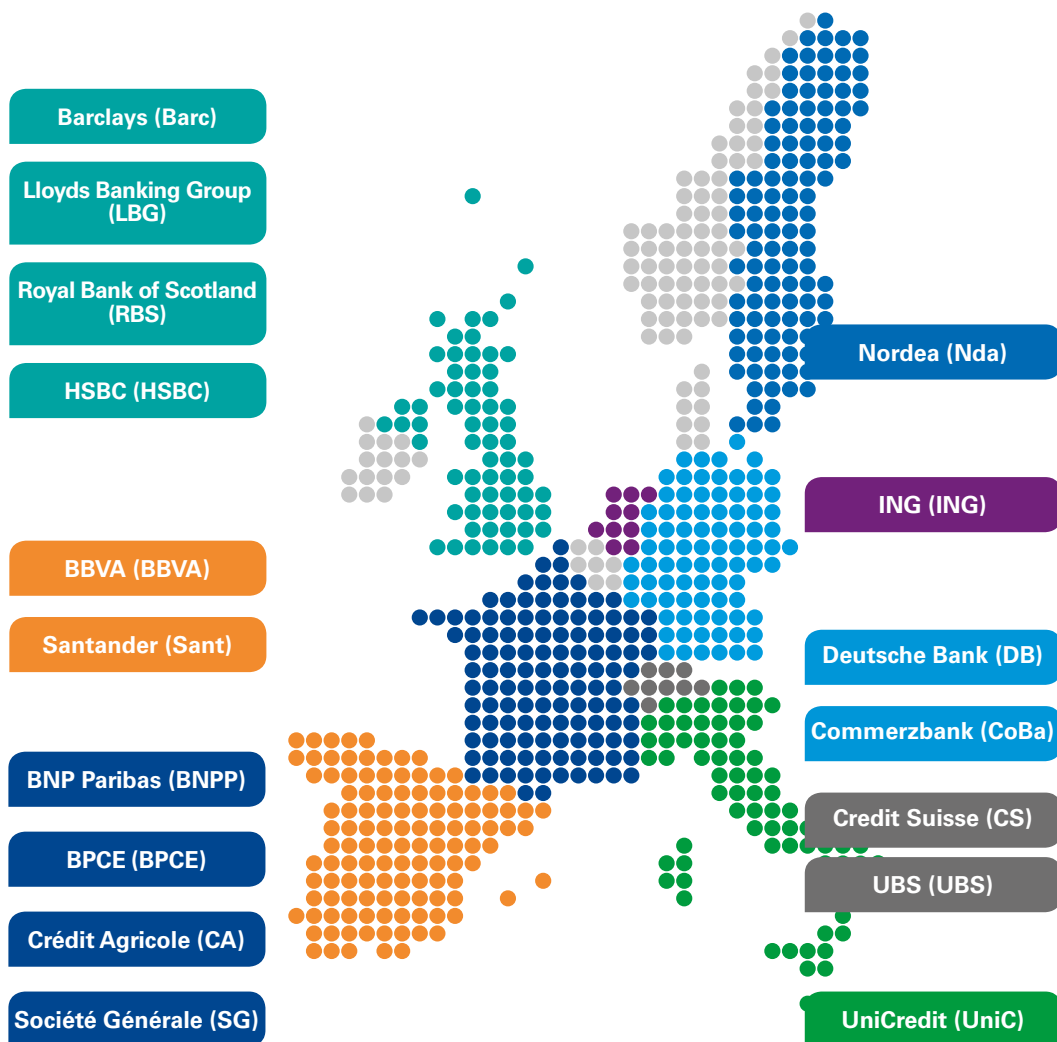 Barclays (Barc)
Lloyds Banking Group
(LBG)
Royal Bank of Scotland
(RBS)
HSBC (HSBC)
BBVA (BBVA)
Santander (Sant)
BNP Paribas (BNPP)
BPCE (BPCE)
Crédit Agricole (CA)
Société Générale (SG)
Nordea (Nda)
ING (ING)
Deutsche Bank (DB)
Commerzbank (CoBa)
Credit Suisse (CS)
UBS (UBS)
UniCredit (UniC)